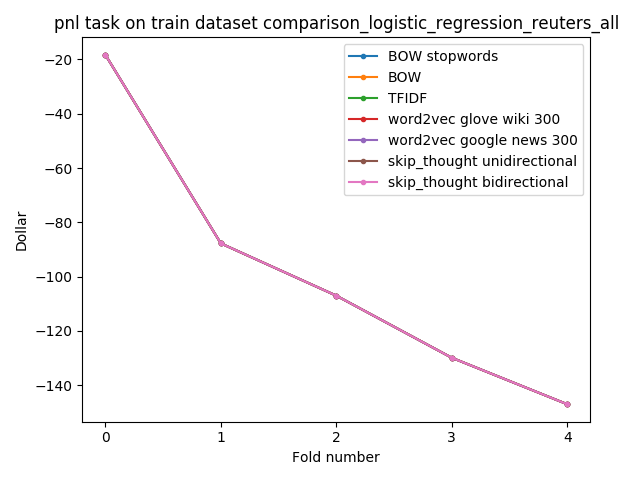 pnl task on train dataset comparison_logistic_regression_reuters_all
BOW stopwords
BOW
TFIDF
word2vec glove wiki 300
word2vec google news 300
skip_thought unidirectional
skip_thought bidirectional
−20
−40
−60
−80
−100
−120
−140
Dollar
0 1 2 3 4
Fold number